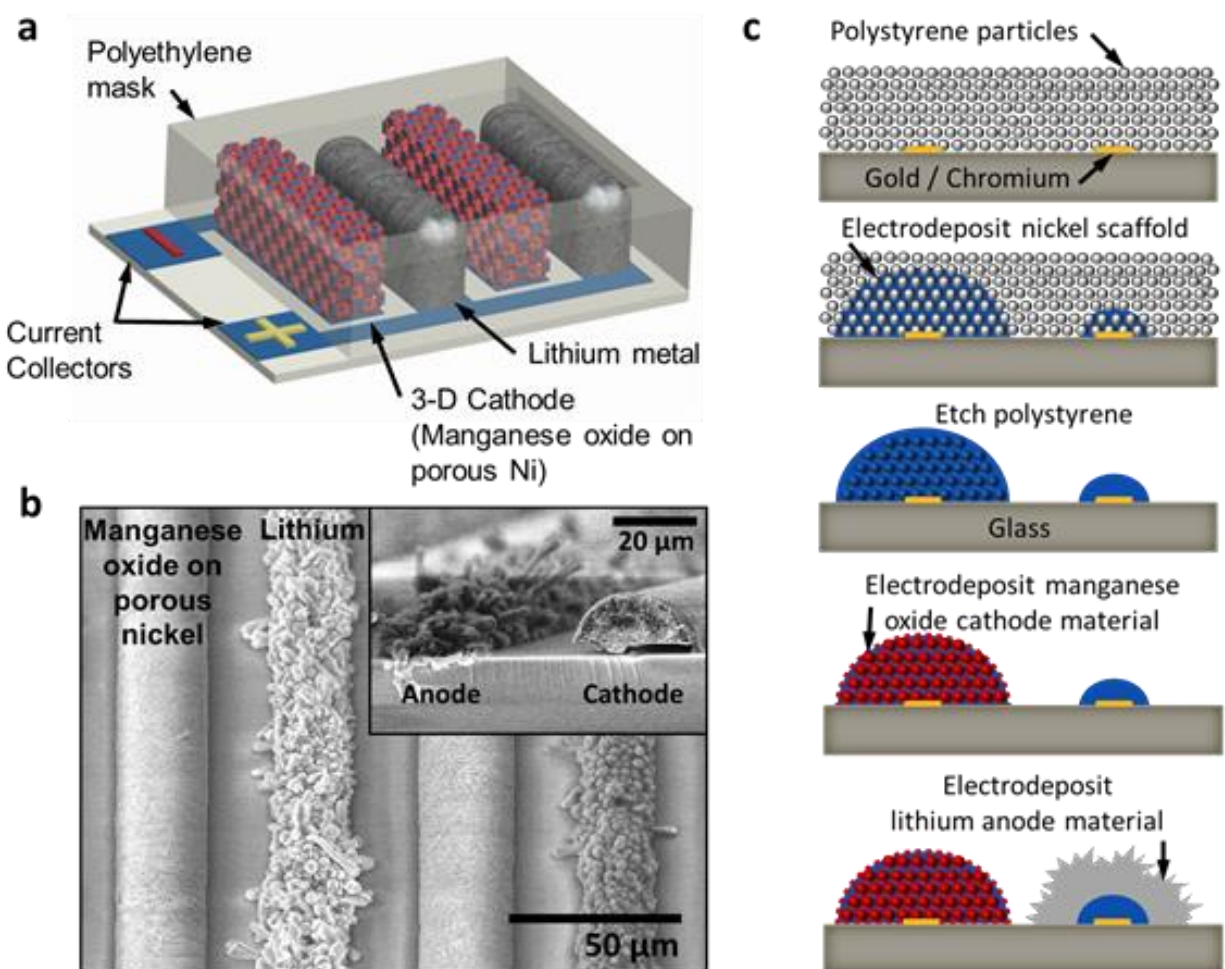 a
Polyethylene
mask
Current
Collectors
Lithium metal
3-D Cathode
(Manganese oxide on
porous Ni)
b
Manganese
oxide on
porous
nickel
Lithium
20 µm
Anode
Cathode
50 µm
c
Polystyrene particles
Gold / Chromium
Electrodeposit nickel scaffold
Etch polystyrene
Glass
Electrodeposit manganese
oxide cathode material
Electrodeposit
lithium anode material